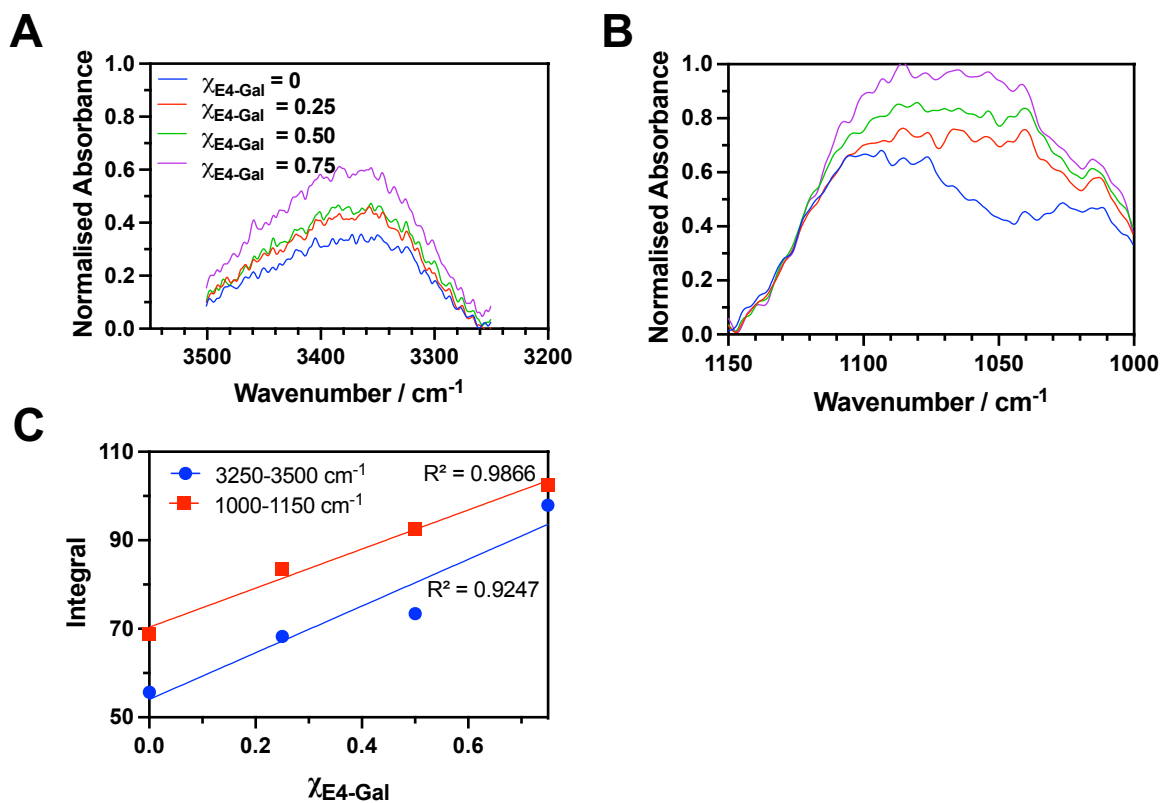 A
Normalised Absorbance
1.0
0.8
0.6
0.4
0.2
0.0
χE4-Gal = 0
χE4-Gal = 0.25
χE4-Gal = 0.50
χE4-Gal = 0.75
3500 3400 3300 3200
Wavenumber / cm⁻¹
B
Normalised Absorbance
1.0
0.8
0.6
0.4
0.2
0.0
1150 1100 1050 1000
Wavenumber / cm⁻¹
C
Integral
110
90
70
50
3250-3500 cm⁻¹
1000-1150 cm⁻¹
R² = 0.9866
R² = 0.9247
0.0 0.2 0.4 0.6
χE4-Gal